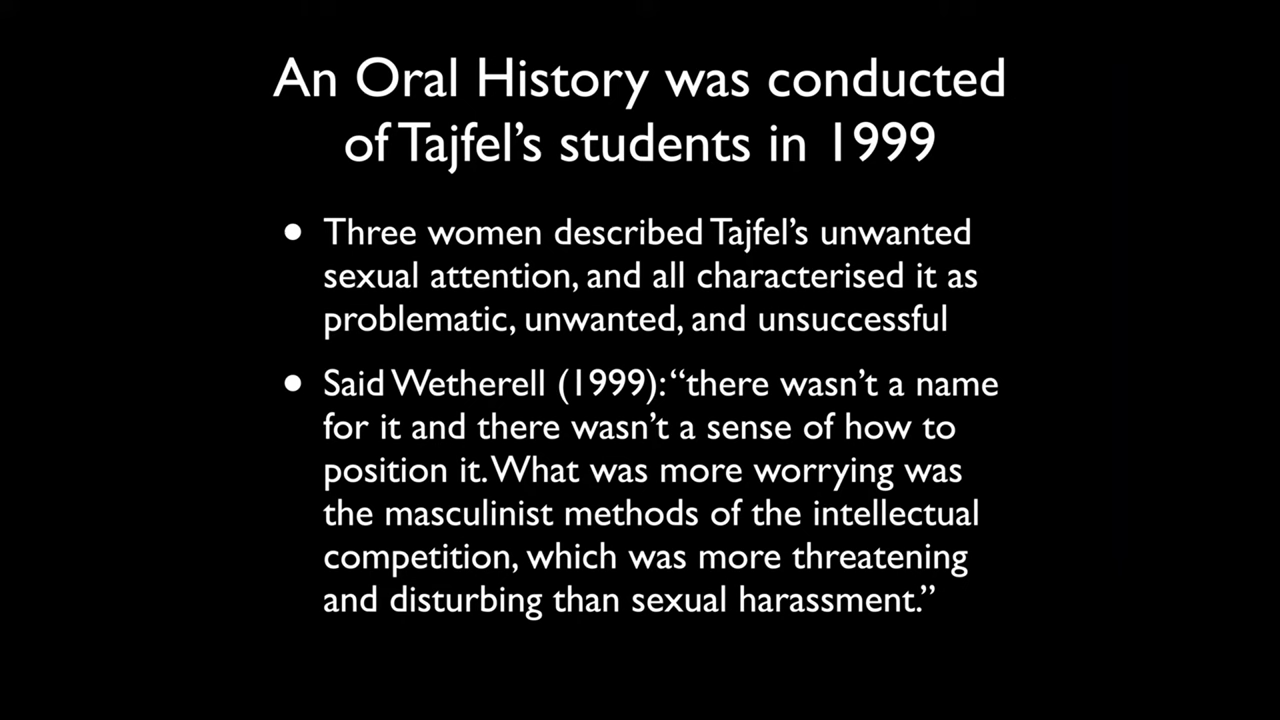 An Oral History was conducted
of Tajfel's students in 1999
• Three women described Tajfel's unwanted
sexual attention, and all characterised it as
problematic, unwanted, and unsuccessful
• Said Wetherell (1999): “there wasn't a name
for it and there wasn't a sense of how to
position it. What was more worrying was
the masculinist methods of the intellectual
competition, which was more threatening
and disturbing than sexual harassment.”